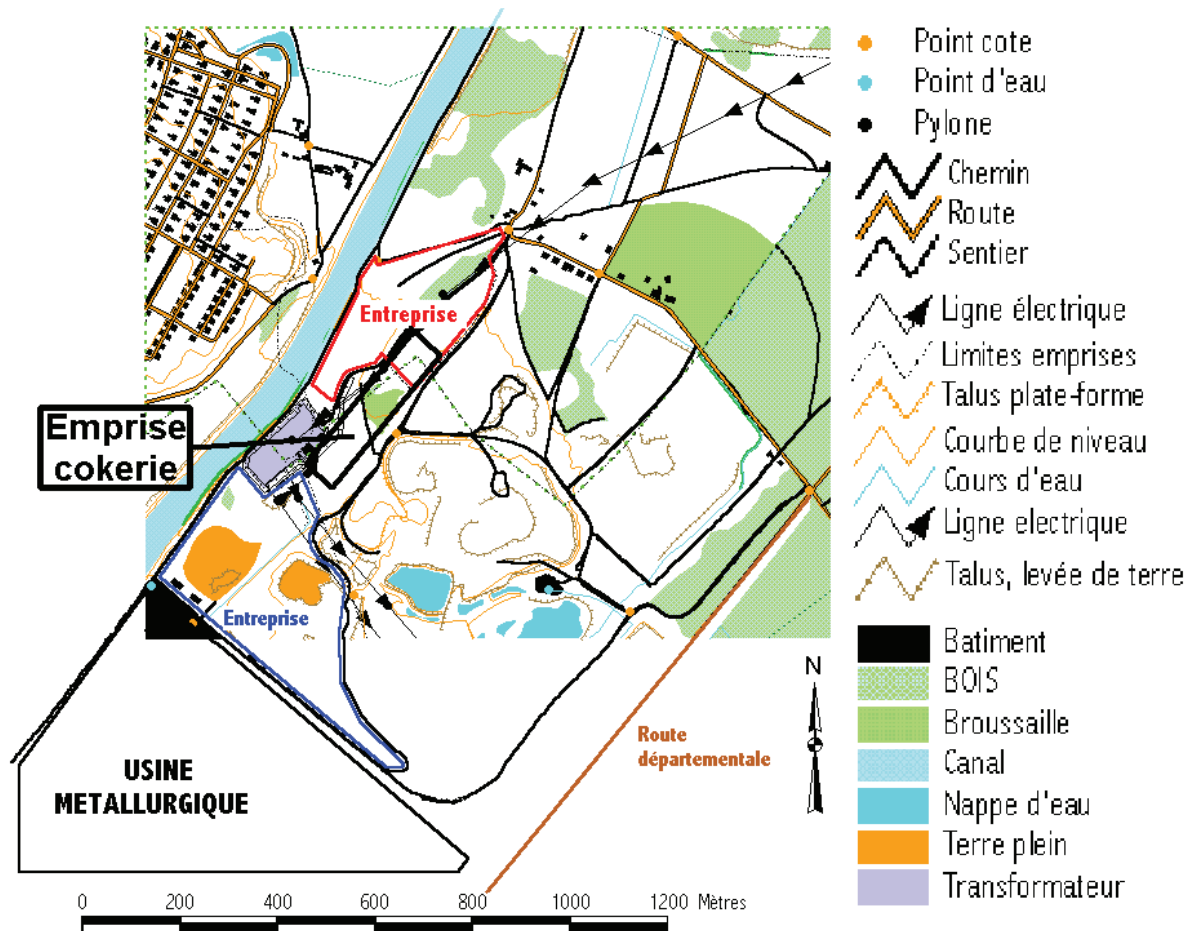 Entreprise
Emprise
cokerie
Entreprise
USINE
METALLURGIQUE
Route
départementale
N
0 200 400 600 800 1000 1200 Mètres
Point cote
Point d'eau
Pylone
Chemin
Route
Sentier
Ligne électrique
Limites emprises
Talus plate-forme
Courbe de niveau
Cours d'eau
Ligne electrique
Talus, levée de terre
Batiment
BOIS
Broussaille
Canal
Nappe d'eau
Terre plein
Transformateur